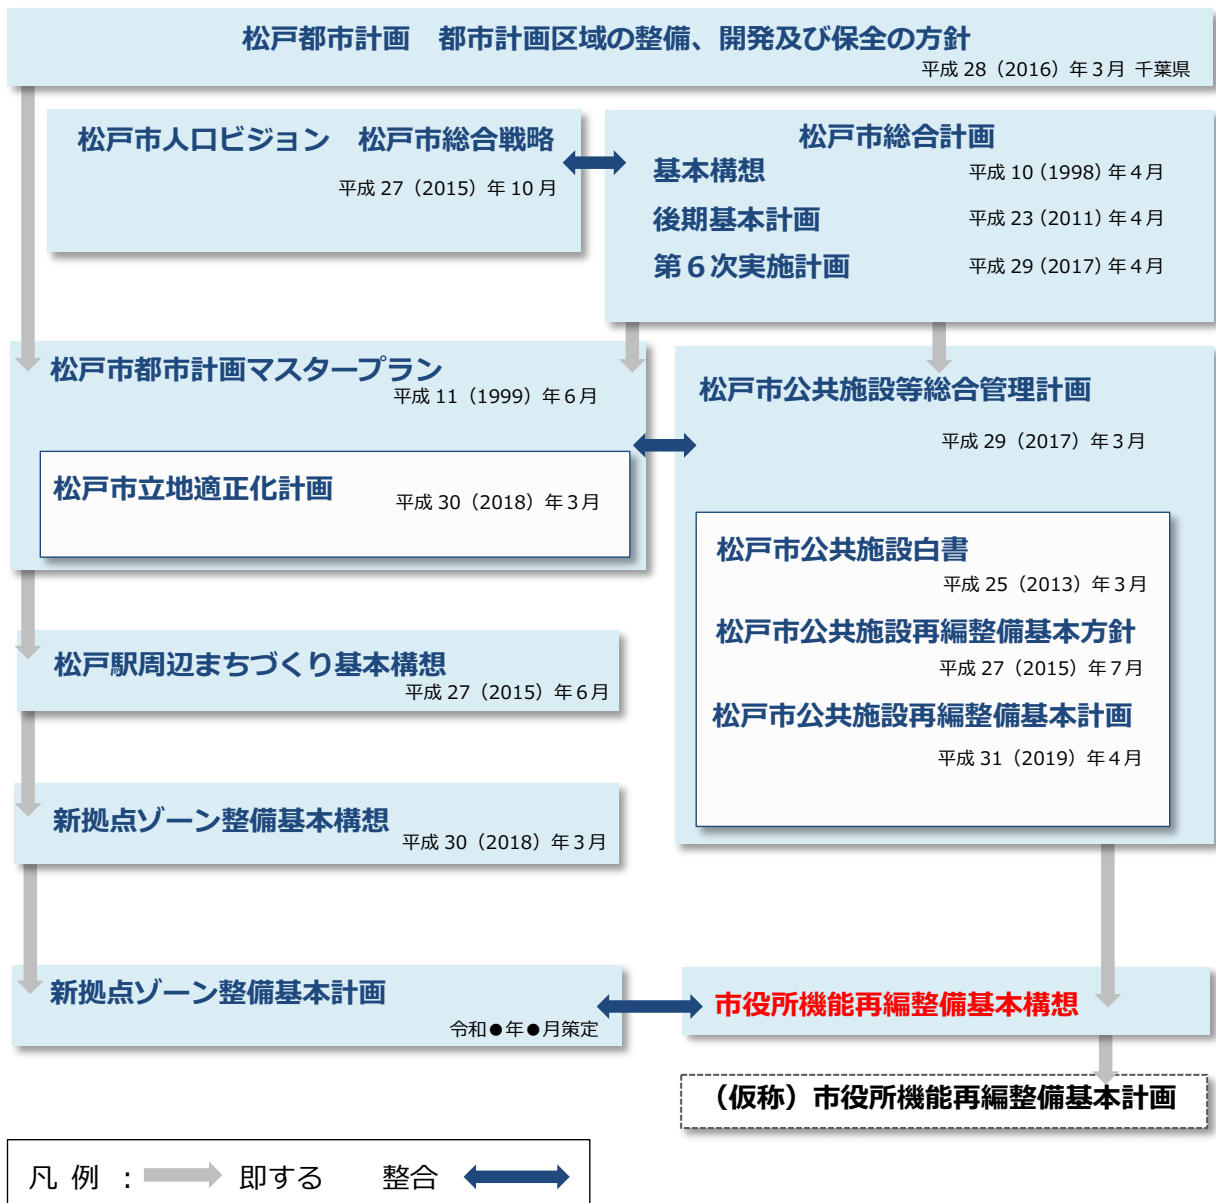 松戸都市計画　都市計画区域の整備、開発及び保全の方針
平成 28（2016）年３月 千葉県
松戸市人口ビジョン　松戸市総合戦略
平成 27（2015）年 10 月
松戸市総合計画
基本構想　平成 10（1998）年４月
後期基本計画　平成 23（2011）年４月
第６次実施計画　平成 29（2017）年４月
松戸市都市計画マスタープラン
平成 11（1999）年６月
松戸市立地適正化計画　平成 30（2018）年３月
松戸市公共施設等総合管理計画
平成 29（2017）年３月
松戸市公共施設白書
平成 25（2013）年３月
松戸市公共施設再編整備基本方針
平成 27（2015）年７月
松戸市公共施設再編整備基本計画
平成 31（2019）年４月
松戸駅周辺まちづくり基本構想
平成 27（2015）年６月
新拠点ゾーン整備基本構想
平成 30（2018）年３月
新拠点ゾーン整備基本計画
令和●年●月策定
市役所機能再編整備基本構想
（仮称）市役所機能再編整備基本計画
凡 例 ：　即する　整合